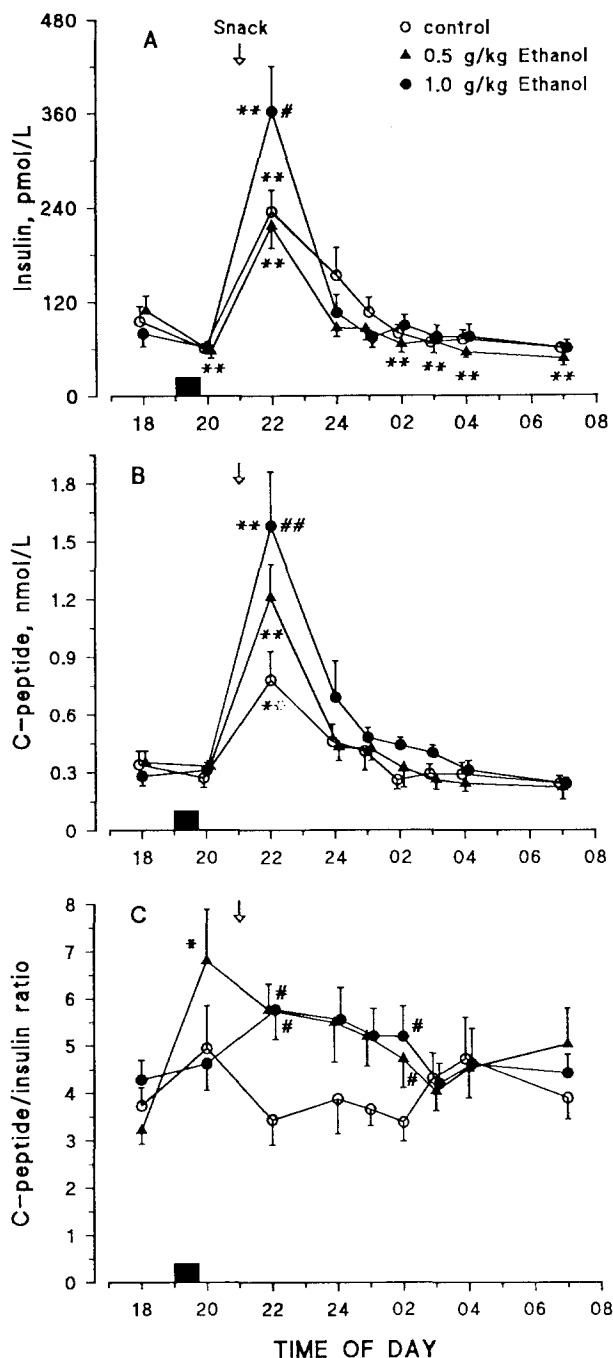 480
360
240
120
0
Insulin, pmol/L
A
Snack
control
0.5 g/kg Ethanol
1.0 g/kg Ethanol
** #
**
**
**
**
**
**
**
18 20 22 24 02 04 06 08
1.8
1.5
1.2
0.9
0.6
0.3
0
C-peptide, nmol/L
B
** ##
**
**
18 20 22 24 02 04 06 08
8
7
6
5
4
3
2
1
0
C-peptide/insulin ratio
C
*
#
#
#
#
18 20 22 24 02 04 06 08
TIME OF DAY